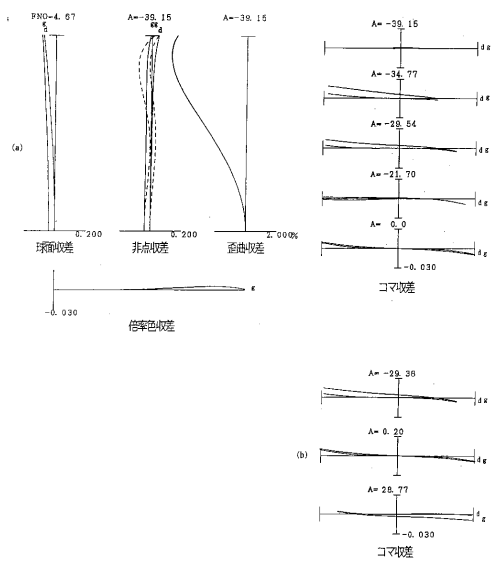 FNO=4.67
g
d
A=-39.15
gg
d
A=-39.15
(a)
0.200
球面収差
0.200
非点収差
2.000%
歪曲収差
g
-0.030
倍率色収差
A=-39.15
d g
A=-34.77
d g
A=-29.54
d g
A=-21.70
d g
A= 0.0
d g
-0.030
コマ収差
(b)
A=-29.36
d g
A= 0.20
d g
A= 28.77
d g
-0.030
コマ収差